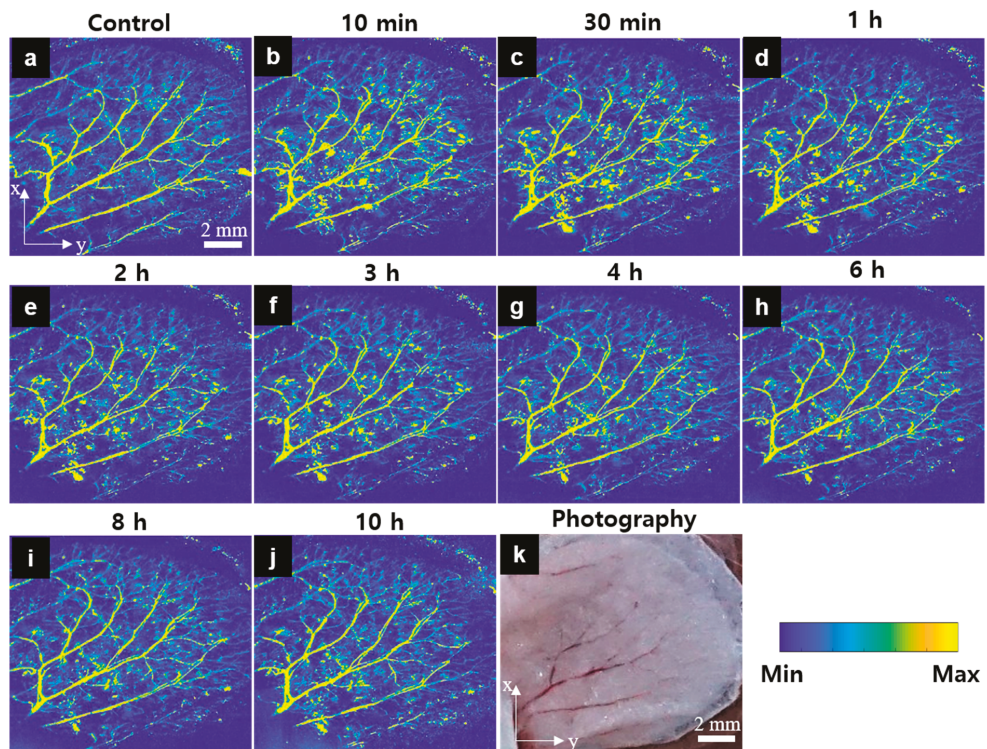 Control 10 min 30 min 1 h
a b c d
x
y 2 mm
2 h 3 h 4 h 6 h
e f g h
8 h 10 h Photography
i j k
x
y 2 mm
Min Max